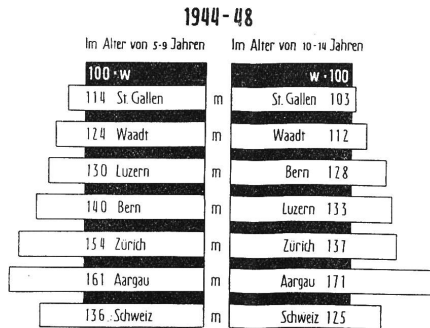 1944-48
Im Alter von 5-9 Jahren Im Alter von 10-14 Jahren
100 · w w · 100
114 St. Gallen m St. Gallen 103
124 Waadt m Waadt 112
130 Luzern m Bern 128
140 Bern m Luzern 133
154 Zürich m Zürich 137
161 Aargau m Aargau 171
136 Schweiz m Schweiz 125